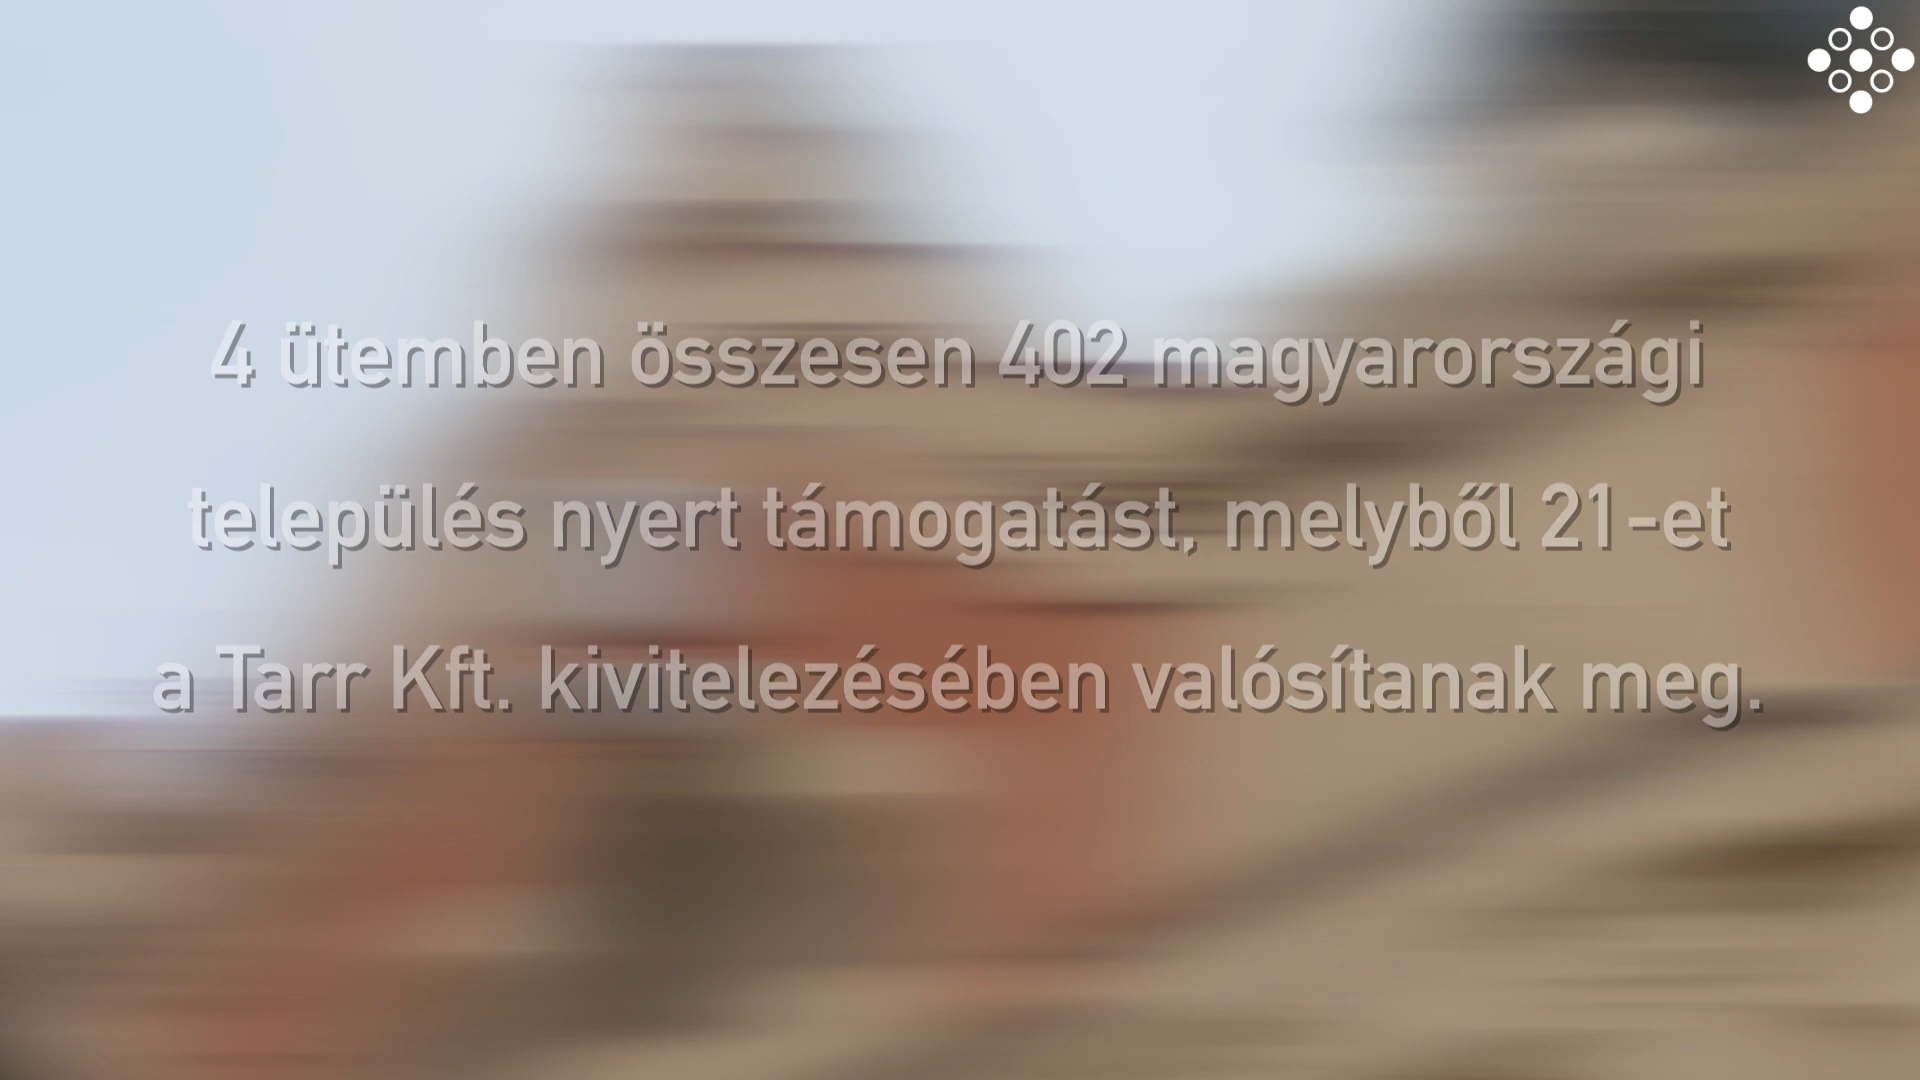 4 ütemben összesen 402 magyarországi
település nyert támogatást, melyből 21-et
a Tarr Kft. kivitelezésében valósítanak meg.